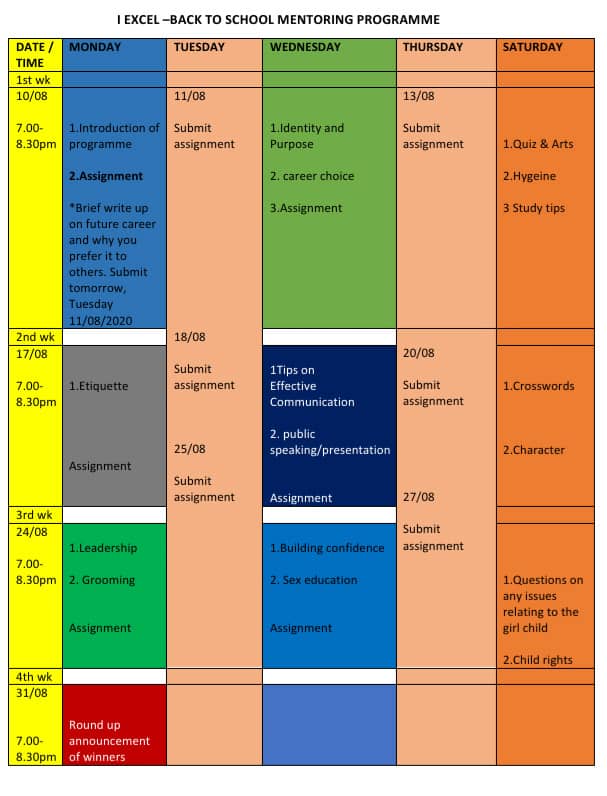 I EXCEL –BACK TO SCHOOL MENTORING PROGRAMME
DATE /
TIME
MONDAY
TUESDAY
WEDNESDAY
THURSDAY
SATURDAY
1st wk
10/08
7.00-
8.30pm
1.Introduction of
programme
2.Assignment
*Brief write up
on future career
and why you
prefer it to
others. Submit
tomorrow,
Tuesday
11/08/2020
11/08
Submit
assignment
1.Identity and
Purpose
2. career choice
3.Assignment
13/08
Submit
assignment
1.Quiz & Arts
2.Hygeine
3 Study tips
2nd wk
17/08
7.00-
8.30pm
1.Etiquette
Assignment
18/08
Submit
assignment
25/08
Submit
assignment
1Tips on
Effective
Communication
2. public
speaking/presentation
Assignment
20/08
Submit
assignment
27/08
Submit
assignment
1.Crosswords
2.Character
3rd wk
24/08
7.00-
8.30pm
1.Leadership
2. Grooming
Assignment
1.Building confidence
2. Sex education
Assignment
1.Questions on
any issues
relating to the
girl child
2.Child rights
4th wk
31/08
7.00-
8.30pm
Round up
announcement
of winners